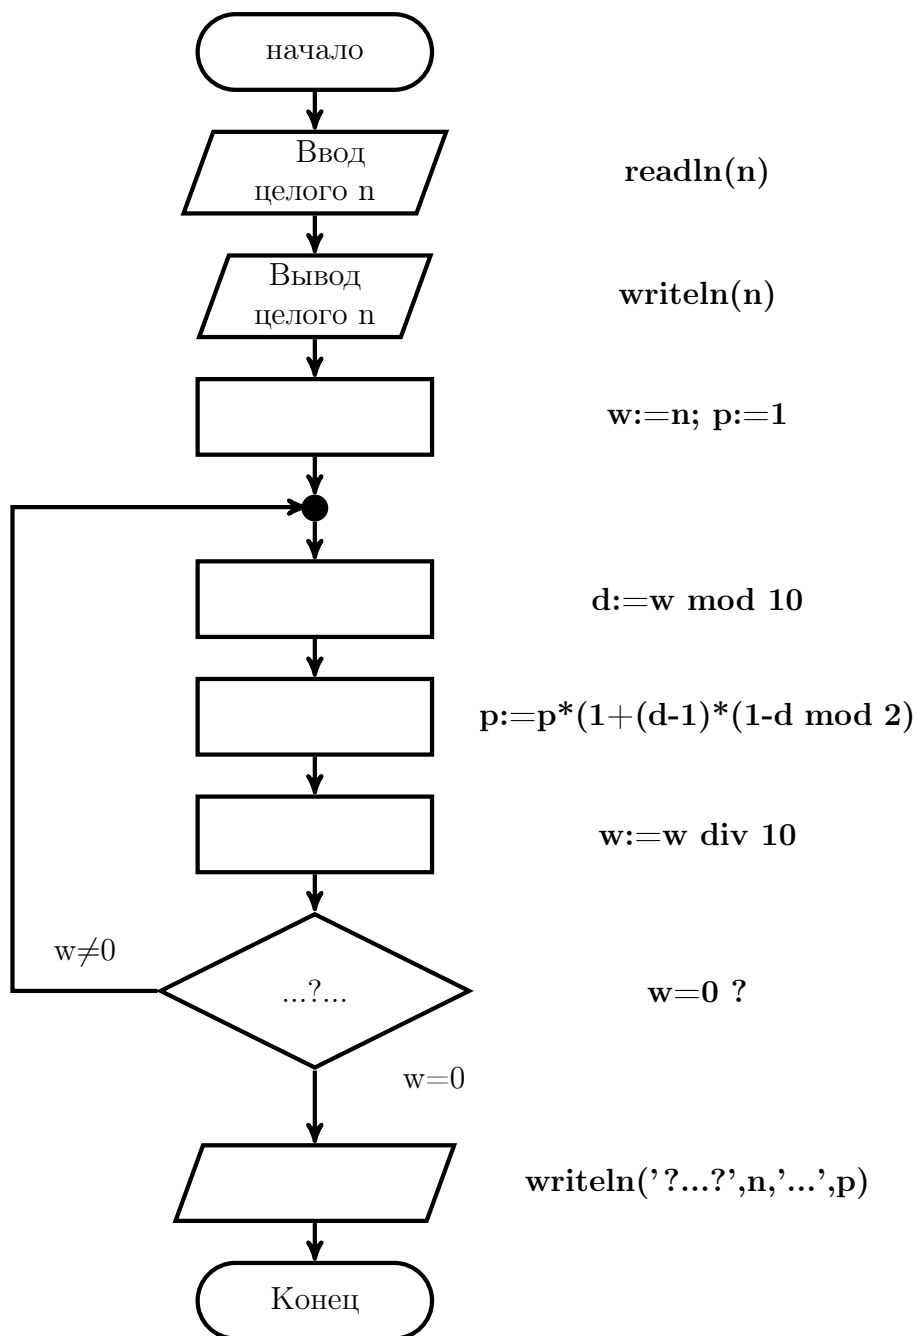 начало
Ввод
целого n
readln(n)
Вывод
целого n
writeln(n)
w:=n; p:=1
d:=w mod 10
p:=p*(1+(d-1)*(1-d mod 2)
w:=w div 10
w≠0
...?...
w=0 ?
w=0
writeln('?...?',n,'...',p)
Конец